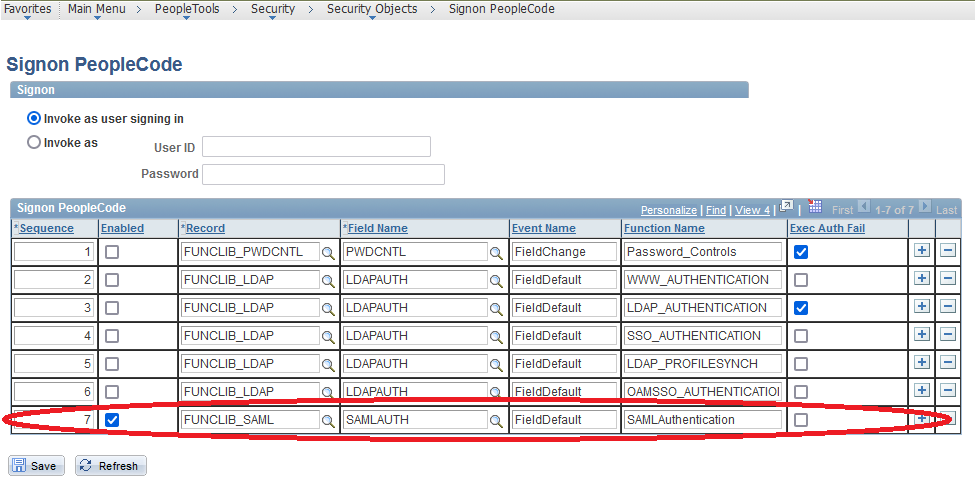 Favorites Main Menu > PeopleTools > Security > Security Objects > Signon PeopleCode
Signon PeopleCode
Signon
Invoke as user signing in
Invoke as
User ID
Password
Signon PeopleCode Personalize | Find | View 4 | | First 1-7 of 7 Last
*Sequence Enabled *Record *Field Name Event Name Function Name Exec Auth Fail
1 FUNCLIB_PWDCNTL PWDCNTL FieldChange Password_Controls
2 FUNCLIB_LDAP LDAPAUTH FieldDefault WWW_AUTHENTICATION
3 FUNCLIB_LDAP LDAPAUTH FieldDefault LDAP_AUTHENTICATION
4 FUNCLIB_LDAP LDAPAUTH FieldDefault SSO_AUTHENTICATION
5 FUNCLIB_LDAP LDAPAUTH FieldDefault LDAP_PROFILESYNCH
6 FUNCLIB_LDAP LDAPAUTH FieldDefault OAMSSO_AUTHENTICATION
7 FUNCLIB_SAML SAMLAUTH FieldDefault SAMLAuthentication
Save Refresh